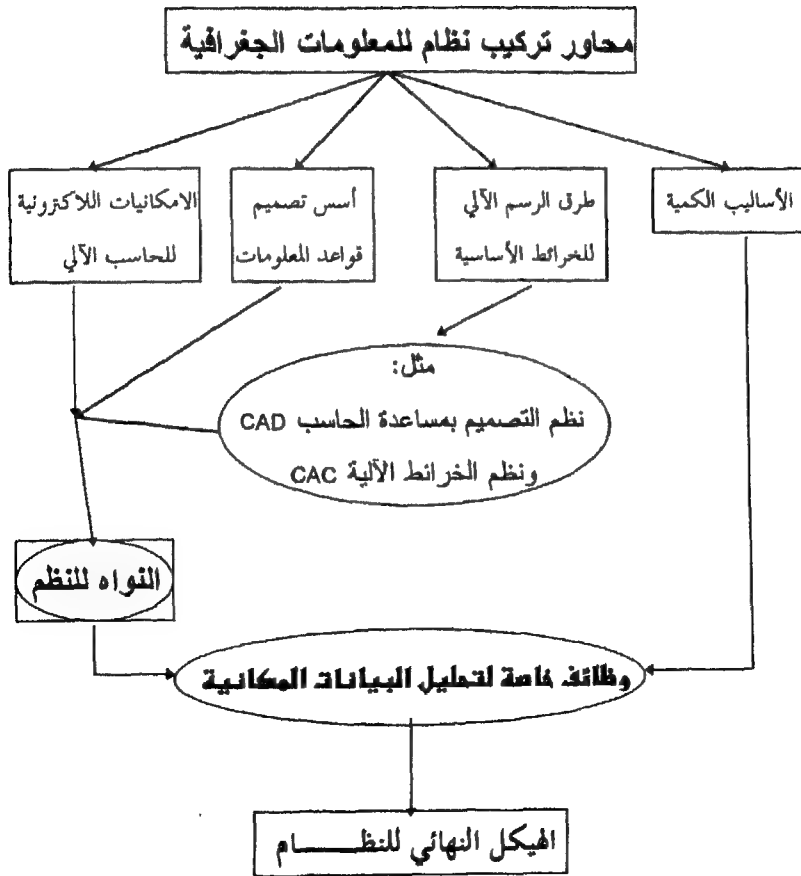 محاور تركيب نظام للمعلومات الجغرافية
الأساليب الكمية
طرق الرسم الآلي
للخرائط الأساسية
أسس تصميم
قواعد المعلومات
الامكانيات اللاكترونية
للحاسب الآلي
مثل:
نظم التصميم بمساعدة الحاسب CAD
ونظم الخرائط الآلية CAC
النواه للنظم
وظائف خاصة لتحليل البيانات المكانية
الهيكل النهائي للنظـــــام